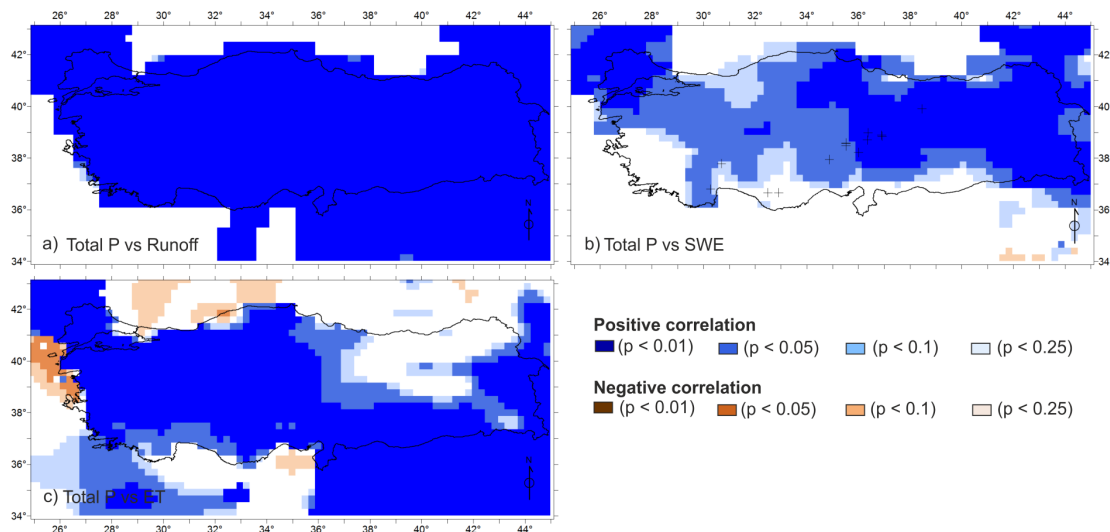 26° 28° 30° 32° 34° 36° 38° 40° 42° 44°
26° 28° 30° 32° 34° 36° 38° 40° 42° 44°
42°
40°
38°
36°
34°
N
a) Total P vs Runoff
42°
40°
38°
36°
34
N
b) Total P vs SWE
42°
40°
38°
36°
34°
N
c) Total P vs ET
26° 28° 30° 32° 34° 36° 38° 40° 42° 44°
Positive correlation
(p < 0.01) (p < 0.05) (p < 0.1) (p < 0.25)
Negative correlation
(p < 0.01) (p < 0.05) (p < 0.1) (p < 0.25)